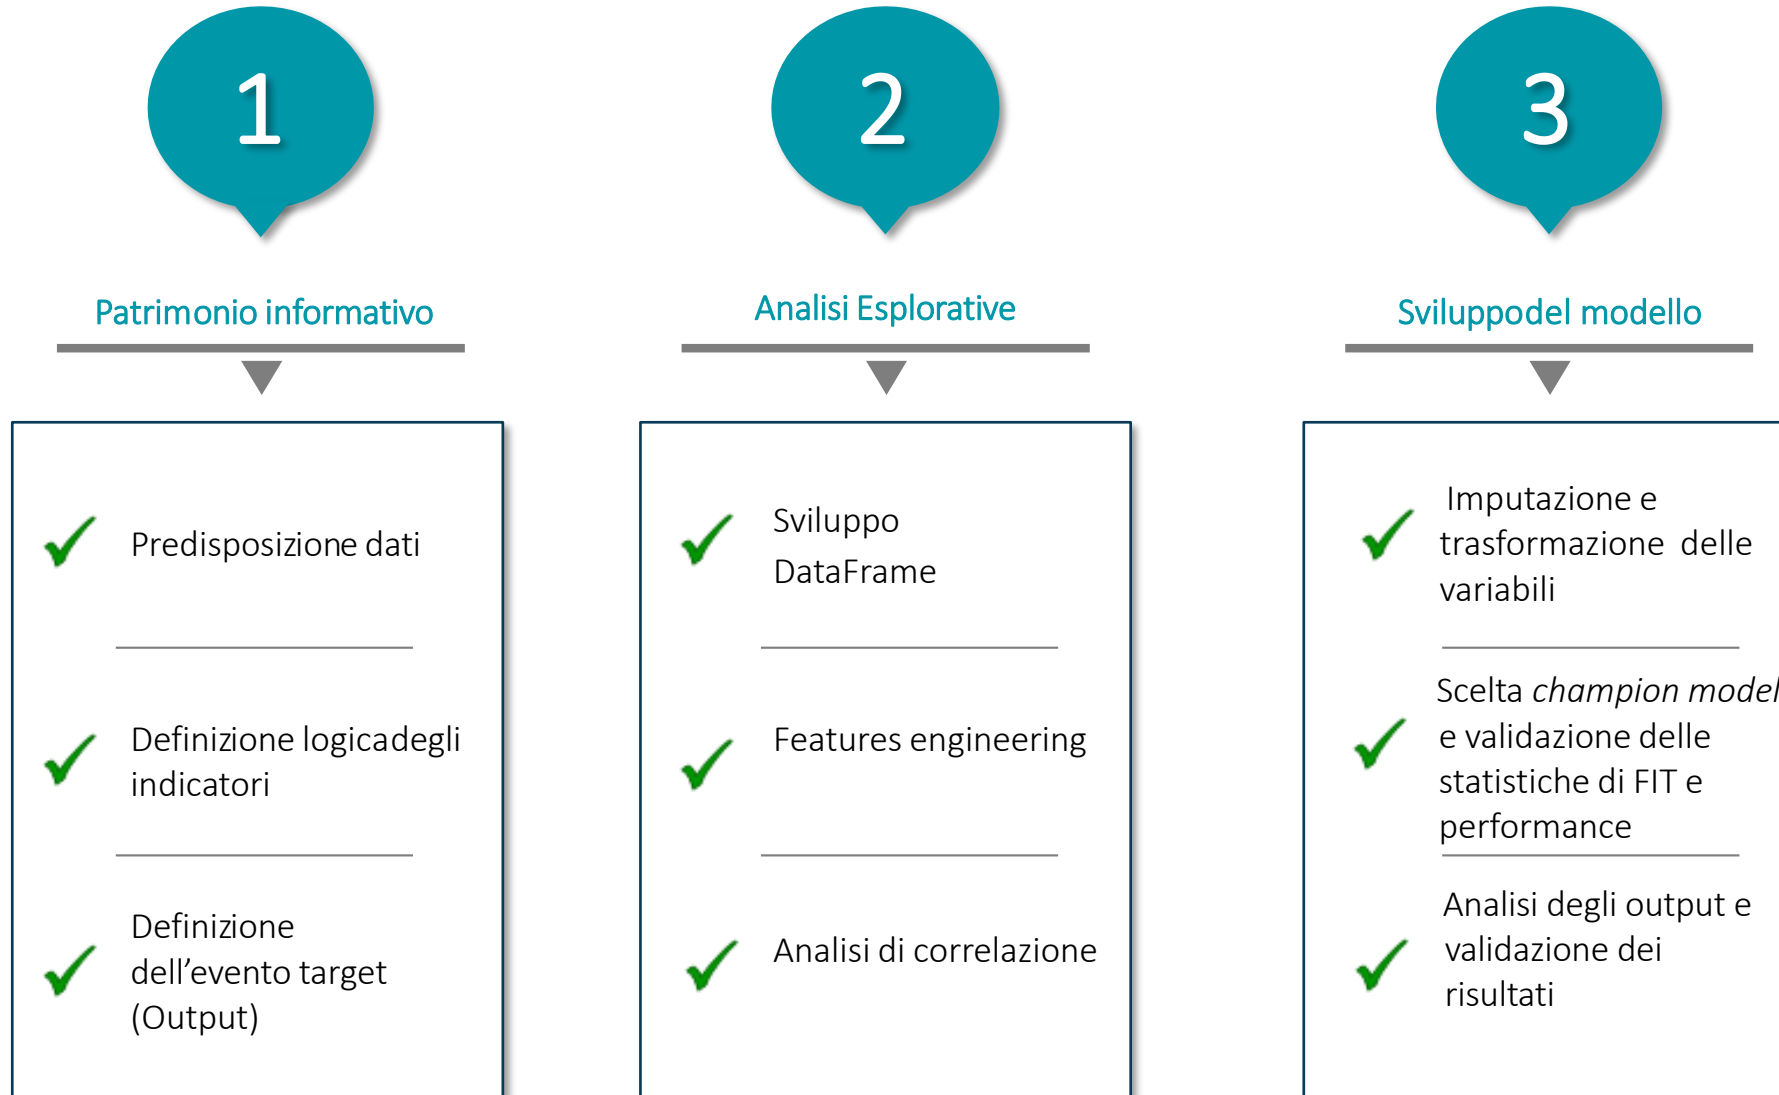 1
Patrimonio informativo
Predisposizione dati
Definizione logicadegli
indicatori
Definizione
dell’evento target
(Output)
2
Analisi Esplorative
Sviluppo
DataFrame
Features engineering
Analisi di correlazione
3
Sviluppodel modello
Imputazione e
trasformazione delle
variabili
Scelta champion model
e validazione delle
statistiche di FIT e
performance
Analisi degli output e
validazione dei
risultati